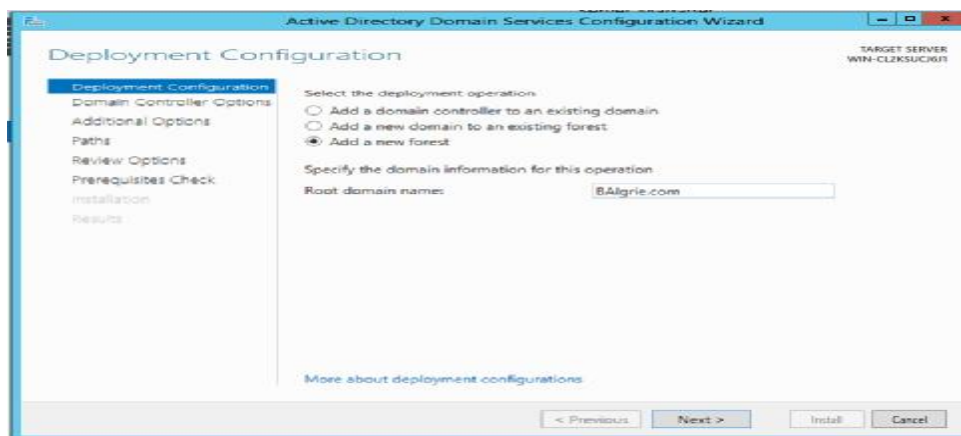 Active Directory Domain Services Configuration Wizard
Deployment Configuration
TARGET SERVER
WIN-CL2KSUCJ6J1
Deployment Configuration
Domain Controller Options
Additional Options
Paths
Review Options
Prerequisites Check
Installation
Results
Select the deployment operation
Add a domain controller to an existing domain
Add a new domain to an existing forest
Add a new forest
Specify the domain information for this operation
Root domain name:
BAlgrie.com
More about deployment configurations
< Previous
Next >
Install
Cancel